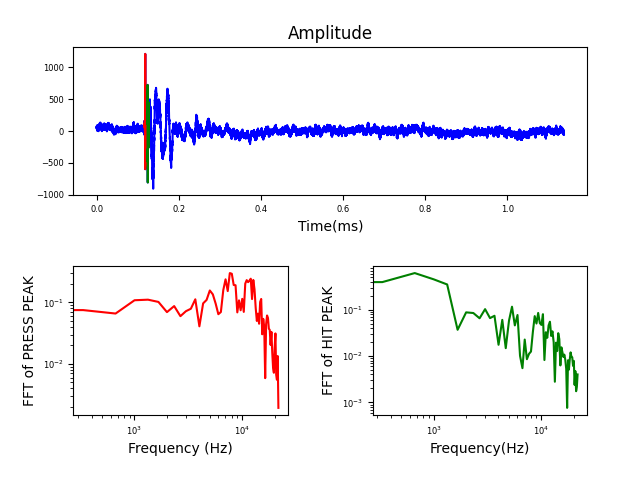 Amplitude
1000
500
0
−500
−1000
0.0 0.2 0.4 0.6 0.8 1.0
Time(ms)
FFT of PRESS PEAK
10⁻¹
10⁻²
10³ 10⁴
Frequency (Hz)
FFT of HIT PEAK
10⁻¹
10⁻²
10⁻³
10³ 10⁴
Frequency(Hz)